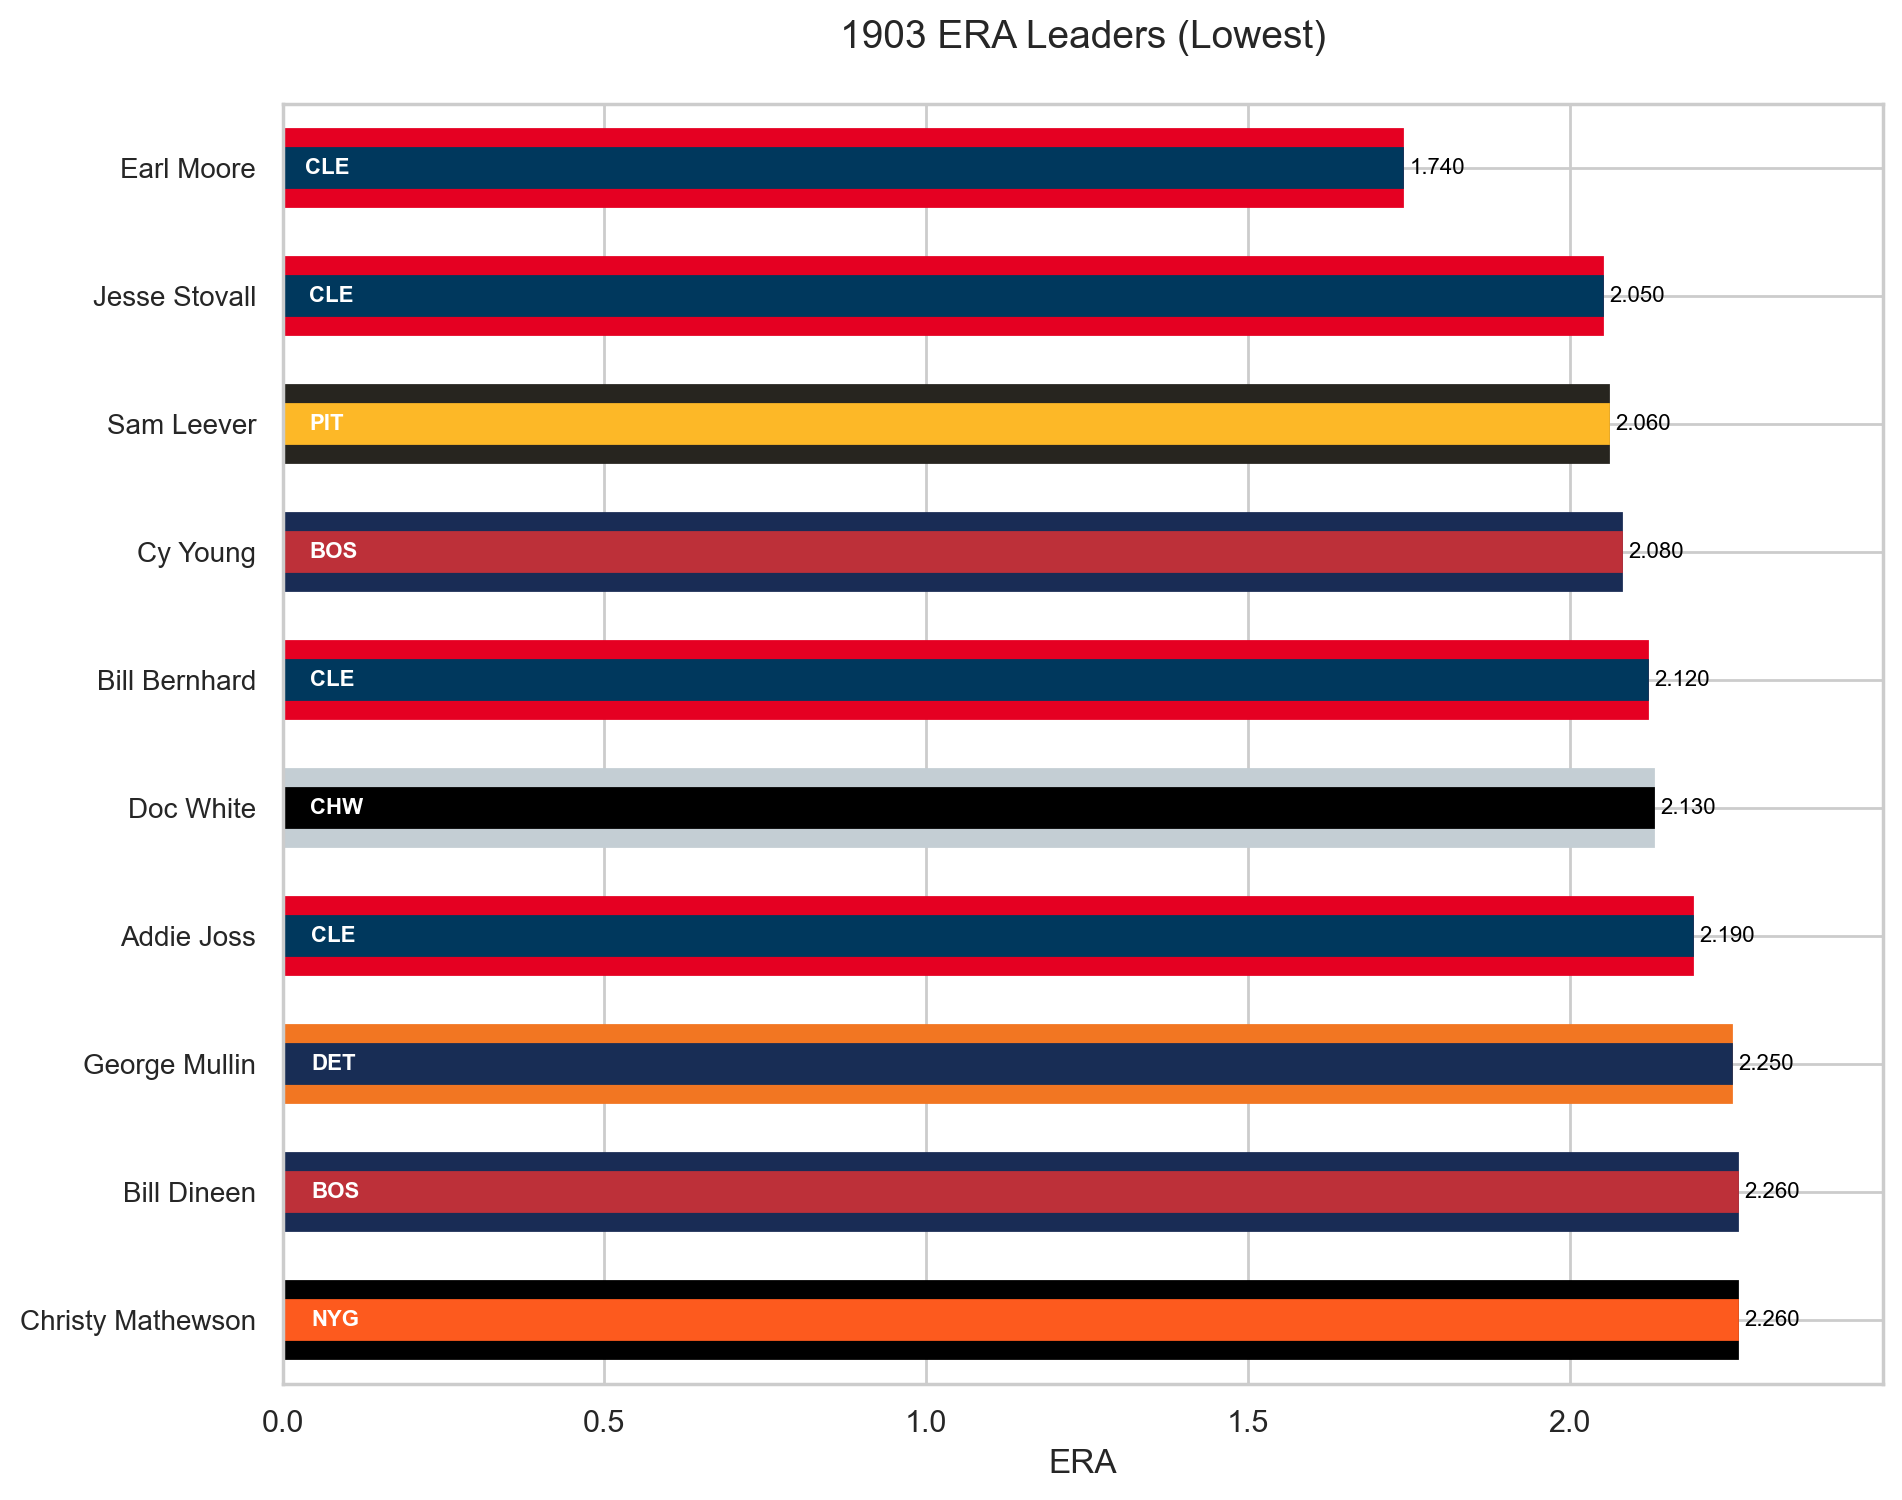 1903 ERA Leaders (Lowest)
Earl Moore CLE 1.740
Jesse Stovall CLE 2.050
Sam Leever PIT 2.060
Cy Young BOS 2.080
Bill Bernhard CLE 2.120
Doc White CHW 2.130
Addie Joss CLE 2.190
George Mullin DET 2.250
Bill Dineen BOS 2.260
Christy Mathewson NYG 2.260
0.0 0.5 1.0 1.5 2.0
ERA